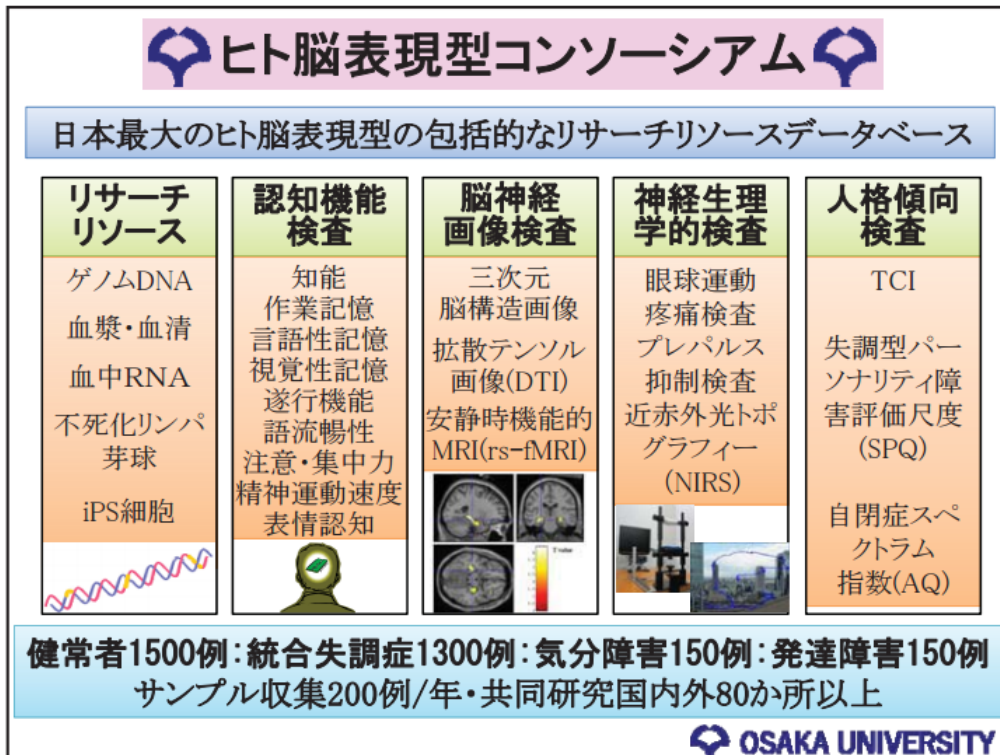 ヒト脳表現型コンソーシアム
日本最大のヒト脳表現型の包括的なリサーチリソースデータベース
リサーチ
リソース
ゲノムDNA
血漿・血清
血中RNA
不死化リンパ
芽球
iPS細胞
認知機能
検査
知能
作業記憶
言語性記憶
視覚性記憶
遂行機能
語流暢性
注意・集中力
精神運動速度
表情認知
脳神経
画像検査
三次元
脳構造画像
拡散テンソル
画像(DTI)
安静時機能的
MRI(rs-fMRI)
T value
神経生理
学的検査
眼球運動
疼痛検査
プレパルス
抑制検査
近赤外光トポ
グラフィー
(NIRS)
人格傾向
検査
TCI
失調型パー
ソナリティ障
害評価尺度
(SPQ)
自閉症スペ
クトラム
指数(AQ)
健常者1500例:統合失調症1300例:気分障害150例:発達障害150例
サンプル収集200例/年・共同研究国内外80か所以上
OSAKA UNIVERSITY